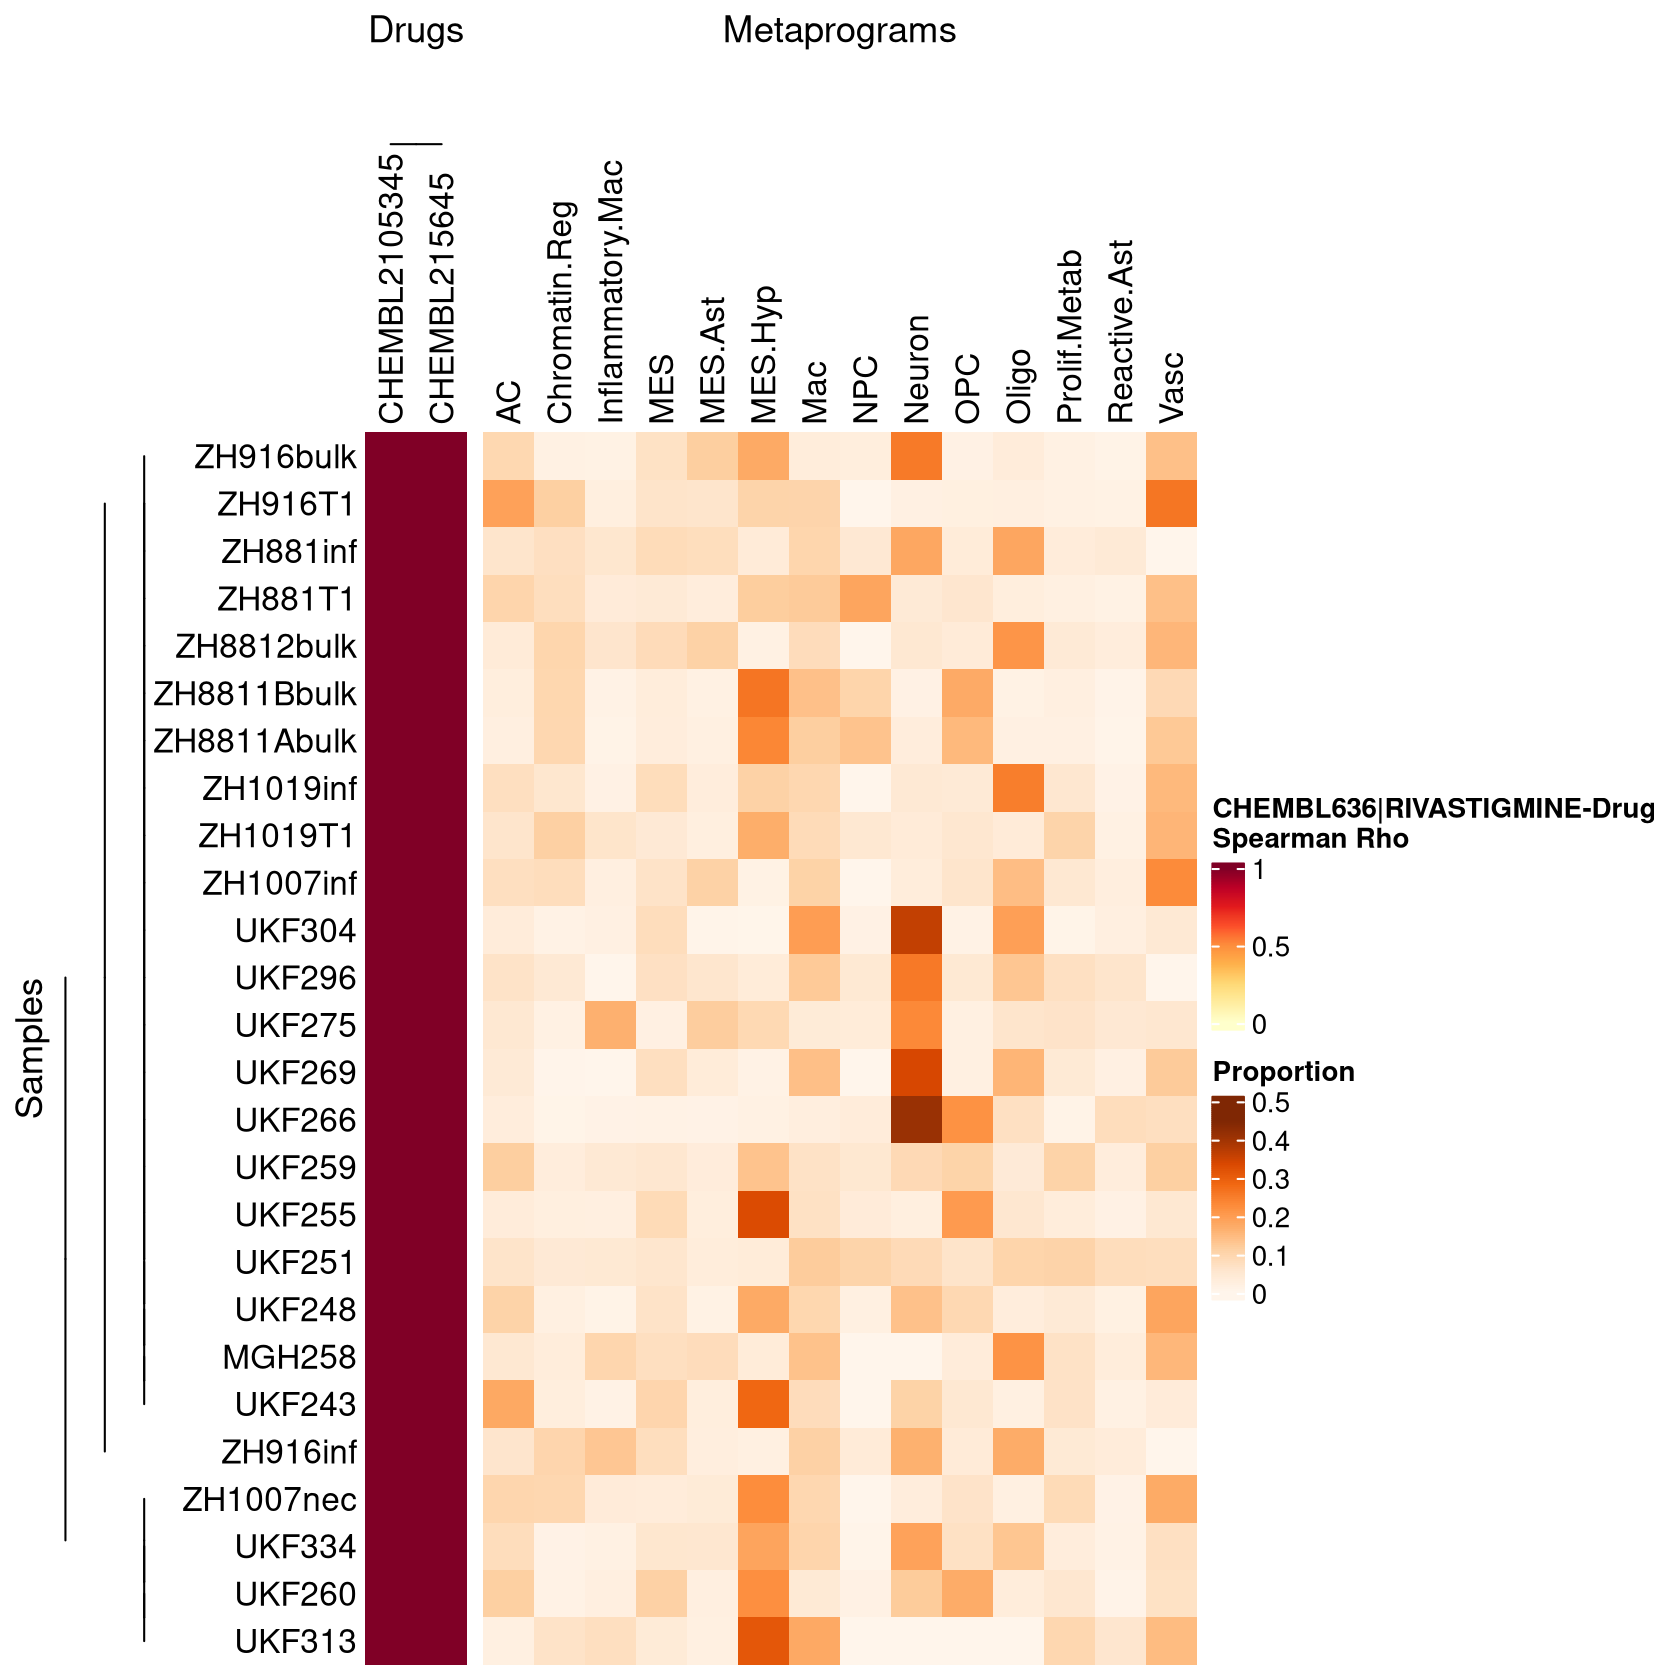 Drugs
Metaprograms
CHEMBL2105345
CHEMBL215645
AC
Chromatin.Reg
Inflammatory.Mac
MES
MES.Ast
MES.Hyp
Mac
NPC
Neuron
OPC
Oligo
Prolif.Metab
Reactive.Ast
Vasc
Samples
ZH916bulk
ZH916T1
ZH881inf
ZH881T1
ZH8812bulk
ZH8811Bbulk
ZH8811Abulk
ZH1019inf
ZH1019T1
ZH1007inf
UKF304
UKF296
UKF275
UKF269
UKF266
UKF259
UKF255
UKF251
UKF248
MGH258
UKF243
ZH916inf
ZH1007nec
UKF334
UKF260
UKF313
CHEMBL636|RIVASTIGMINE-Drug
Spearman Rho
1
0.5
0
Proportion
0.5
0.4
0.3
0.2
0.1
0